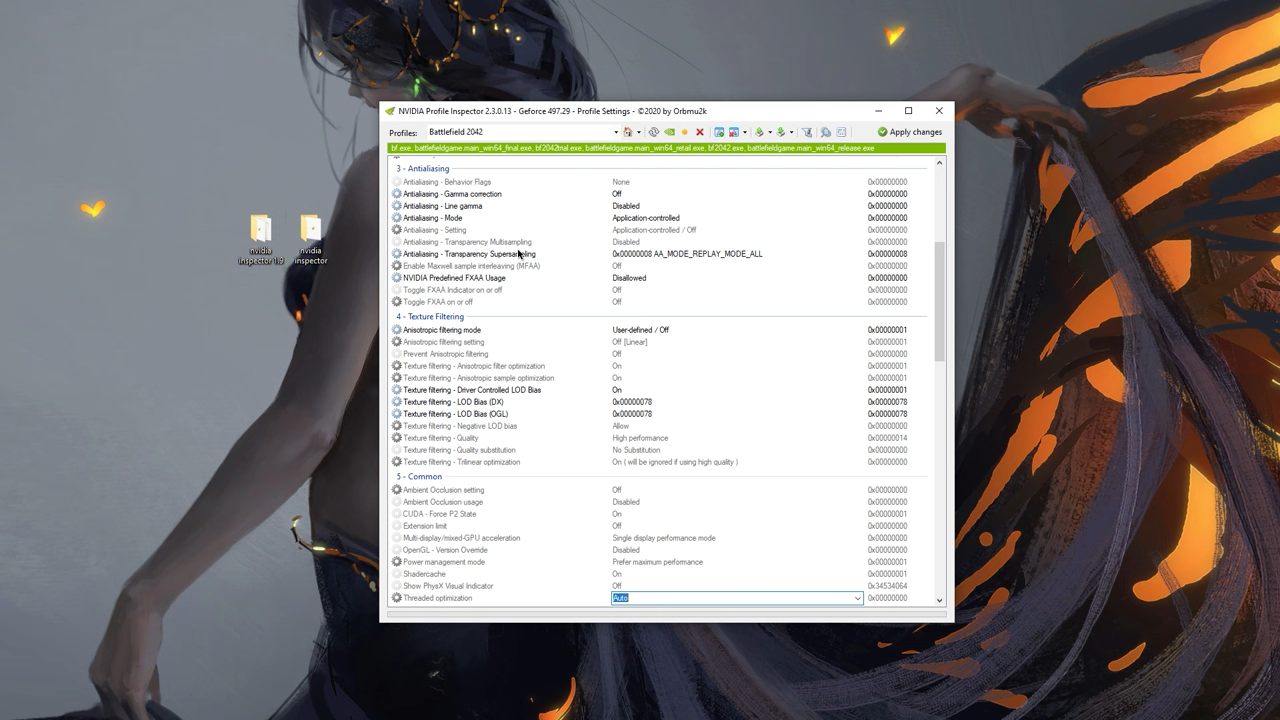 nvidia
inspector 1.9
nvidia
inspector
NVIDIA Profile Inspector 2.3.0.13 - Geforce 497.29 - Profile Settings - ©2020 by Orbmu2k
Profiles: Battlefield 2042 Apply changes
bf.exe, battlefieldgame.main_win64_final.exe, bf2042trial.exe, battlefieldgame.main_win64_retail.exe, bf2042.exe, battlefieldgame.main_win64_release.exe
3 - Antialiasing
Antialiasing - Behavior Flags None 0x00000000
Antialiasing - Gamma correction Off 0x00000000
Antialiasing - Line gamma Disabled 0x00000000
Antialiasing - Mode Application-controlled 0x00000000
Antialiasing - Setting Application-controlled / Off 0x00000000
Antialiasing - Transparency Multisampling Disabled 0x00000000
Antialiasing - Transparency Supersampling 0x00000008 AA_MODE_REPLAY_MODE_ALL 0x00000008
Enable Maxwell sample interleaving (MFAA) Off 0x00000000
NVIDIA Predefined FXAA Usage Disallowed 0x00000000
Toggle FXAA Indicator on or off Off 0x00000000
Toggle FXAA on or off Off 0x00000000
4 - Texture Filtering
Anisotropic filtering mode User-defined / Off 0x00000001
Anisotropic filtering setting Off [Linear] 0x00000001
Prevent Anisotropic filtering Off 0x00000000
Texture filtering - Anisotropic filter optimization On 0x00000001
Texture filtering - Anisotropic sample optimization On 0x00000001
Texture filtering - Driver Controlled LOD Bias On 0x00000001
Texture filtering - LOD Bias (DX) 0x00000078 0x00000078
Texture filtering - LOD Bias (OGL) 0x00000078 0x00000078
Texture filtering - Negative LOD bias Allow 0x00000000
Texture filtering - Quality High performance 0x00000014
Texture filtering - Quality substitution No Substitution 0x00000000
Texture filtering - Trilinear optimization On ( will be ignored if using high quality ) 0x00000000
5 - Common
Ambient Occlusion setting Off 0x00000000
Ambient Occlusion usage Disabled 0x00000000
CUDA - Force P2 State On 0x00000001
Extension limit Off 0x00000000
Multi-display/mixed-GPU acceleration Single display performance mode 0x00000000
OpenGL - Version Override Disabled 0x00000000
Power management mode Prefer maximum performance 0x00000001
Shadercache On 0x00000001
Show PhysX Visual Indicator Off 0x34534064
Threaded optimization Auto 0x00000000